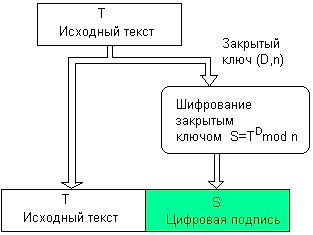 T
Исходный текст
Закрытый
ключ (D,n)
Шифрование
закрытым
ключом S=T^D mod n
T
Исходный текст
S
Цифровая подпись